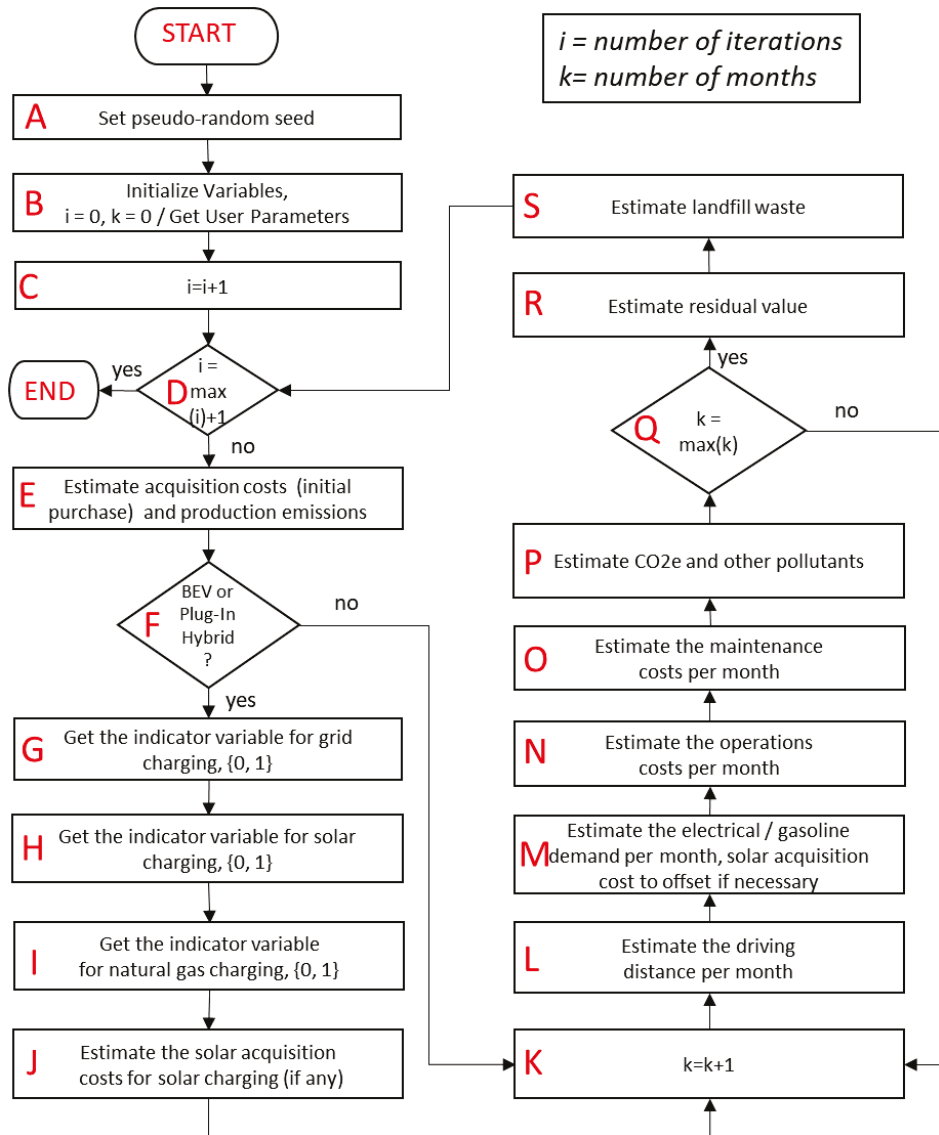 START
i = number of iterations
k= number of months
A
Set pseudo-random seed
B
Initialize Variables,
i = 0, k = 0 / Get User Parameters
C
i=i+1
D
i =
max
(i)+1
yes
END
no
E
Estimate acquisition costs (initial
purchase) and production emissions
F
BEV or
Plug-In
Hybrid
?
no
yes
G
Get the indicator variable for grid
charging, {0, 1}
H
Get the indicator variable for solar
charging, {0, 1}
I
Get the indicator variable
for natural gas charging, {0, 1}
J
Estimate the solar acquisition
costs for solar charging (if any)
S
Estimate landfill waste
R
Estimate residual value
yes
Q
k =
max(k)
no
P
Estimate CO2e and other pollutants
O
Estimate the maintenance
costs per month
N
Estimate the operations
costs per month
M
Estimate the electrical / gasoline
demand per month, solar acquisition
cost to offset if necessary
L
Estimate the driving
distance per month
K
k=k+1